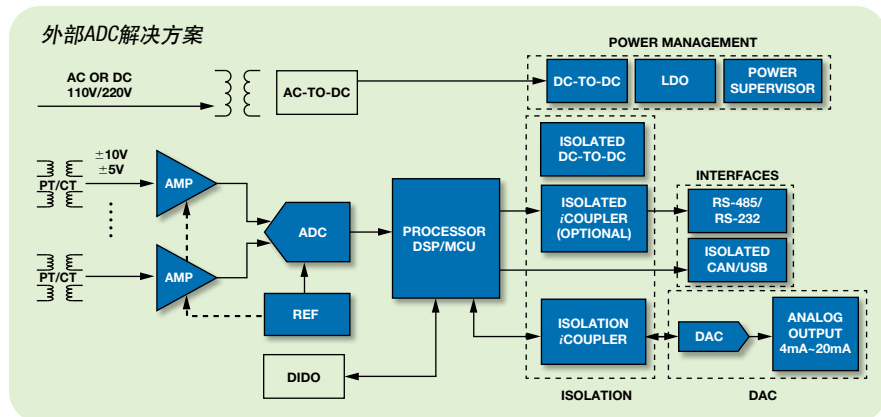 外部ADC解决方案
POWER MANAGEMENT
AC OR DC
110V/220V
AC-TO-DC
DC-TO-DC
LDO
POWER
SUPERVISOR
±10V
±5V
PT/CT
AMP
ISOLATED
DC-TO-DC
INTERFACES
ADC
PROCESSOR
DSP/MCU
ISOLATED
iCOUPLER
(OPTIONAL)
RS-485/
RS-232
ISOLATED
CAN/USB
PT/CT
AMP
REF
ISOLATION
iCOUPLER
DAC
ANALOG
OUTPUT
4mA~20mA
DIDO
ISOLATION
DAC